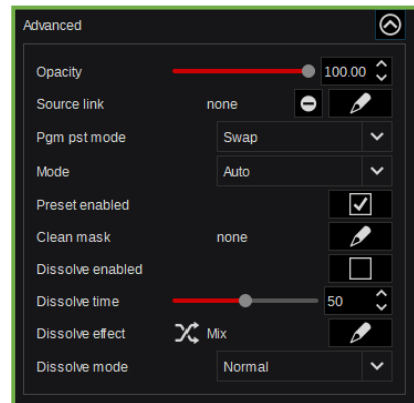 Advanced
Opacity 100.00
Source link none
Pgm pst mode Swap
Mode Auto
Preset enabled
Clean mask none
Dissolve enabled
Dissolve time 50
Dissolve effect Mix
Dissolve mode Normal